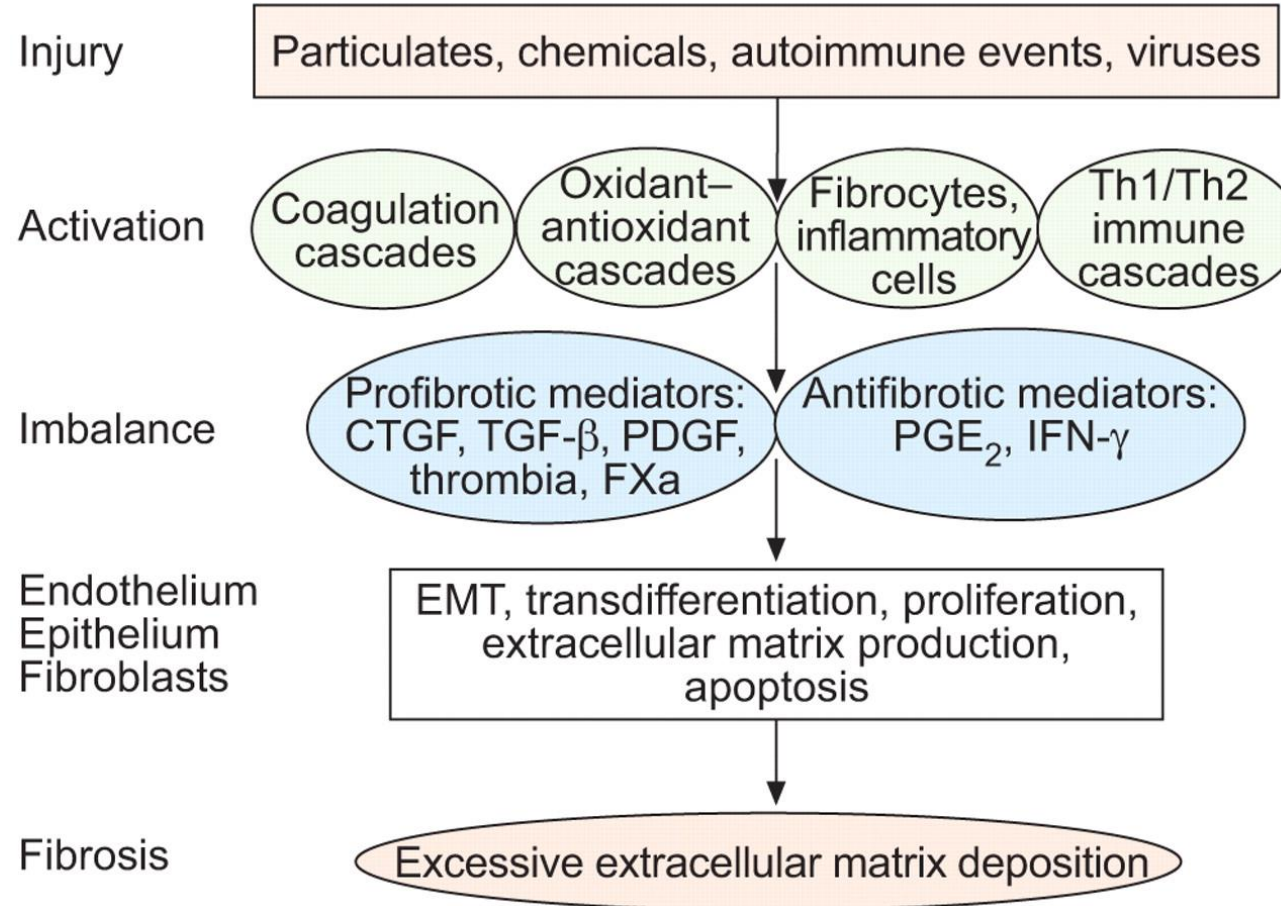 Injury
Particulates, chemicals, autoimmune events, viruses
Activation
Coagulation
cascades
Oxidant–
antioxidant
cascades
Fibrocytes,
inflammatory
cells
Th1/Th2
immune
cascades
Imbalance
Profibrotic mediators:
CTGF, TGF-β, PDGF,
thrombia, FXa
Antifibrotic mediators:
PGE₂, IFN-γ
Endothelium
Epithelium
Fibroblasts
EMT, transdifferentiation, proliferation,
extracellular matrix production,
apoptosis
Fibrosis
Excessive extracellular matrix deposition